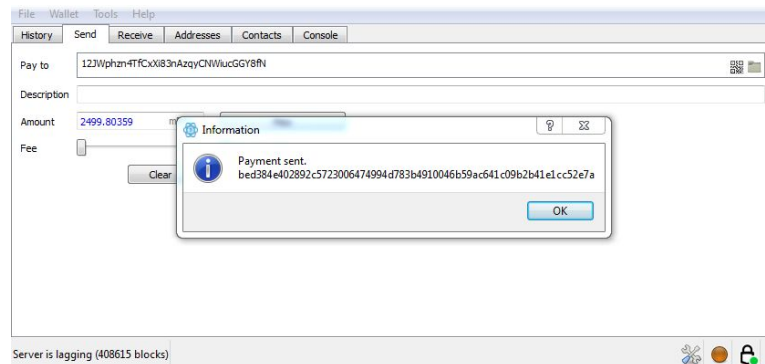 File Wallet Tools Help
History Send Receive Addresses Contacts Console
Pay to 12JWphzn4TfCxXi83nAzqyCNWiucGGY8fN
Description
Amount 2499.80359
Fee
Clear
Information
Payment sent.
bed384e402892c5723006474994d783b4910046b59ac641c09b2b41e1cc52e7a
OK
Server is lagging (408615 blocks)